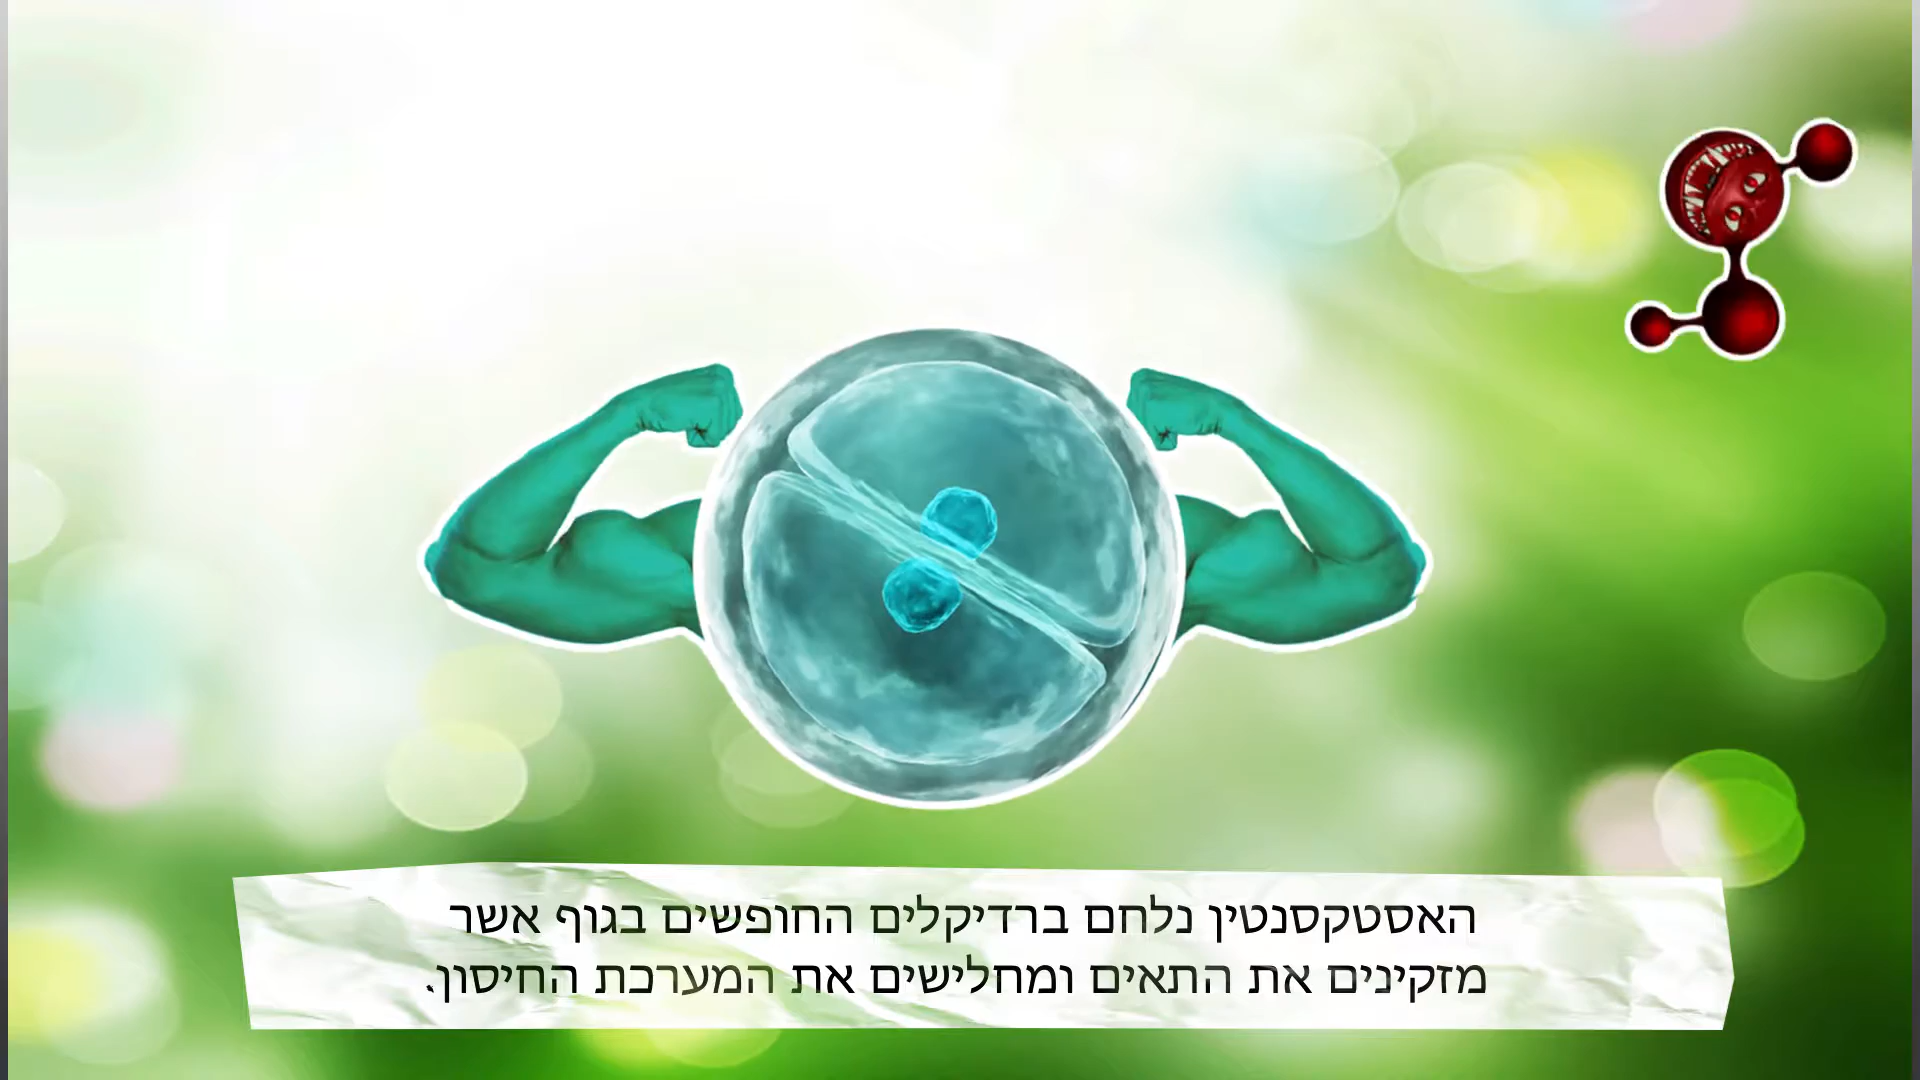 האסטקסנטין נלחם ברדיקלים החופשים בגוף אשר
מזקינים את התאים ומחלישים את המערכת החיסון.